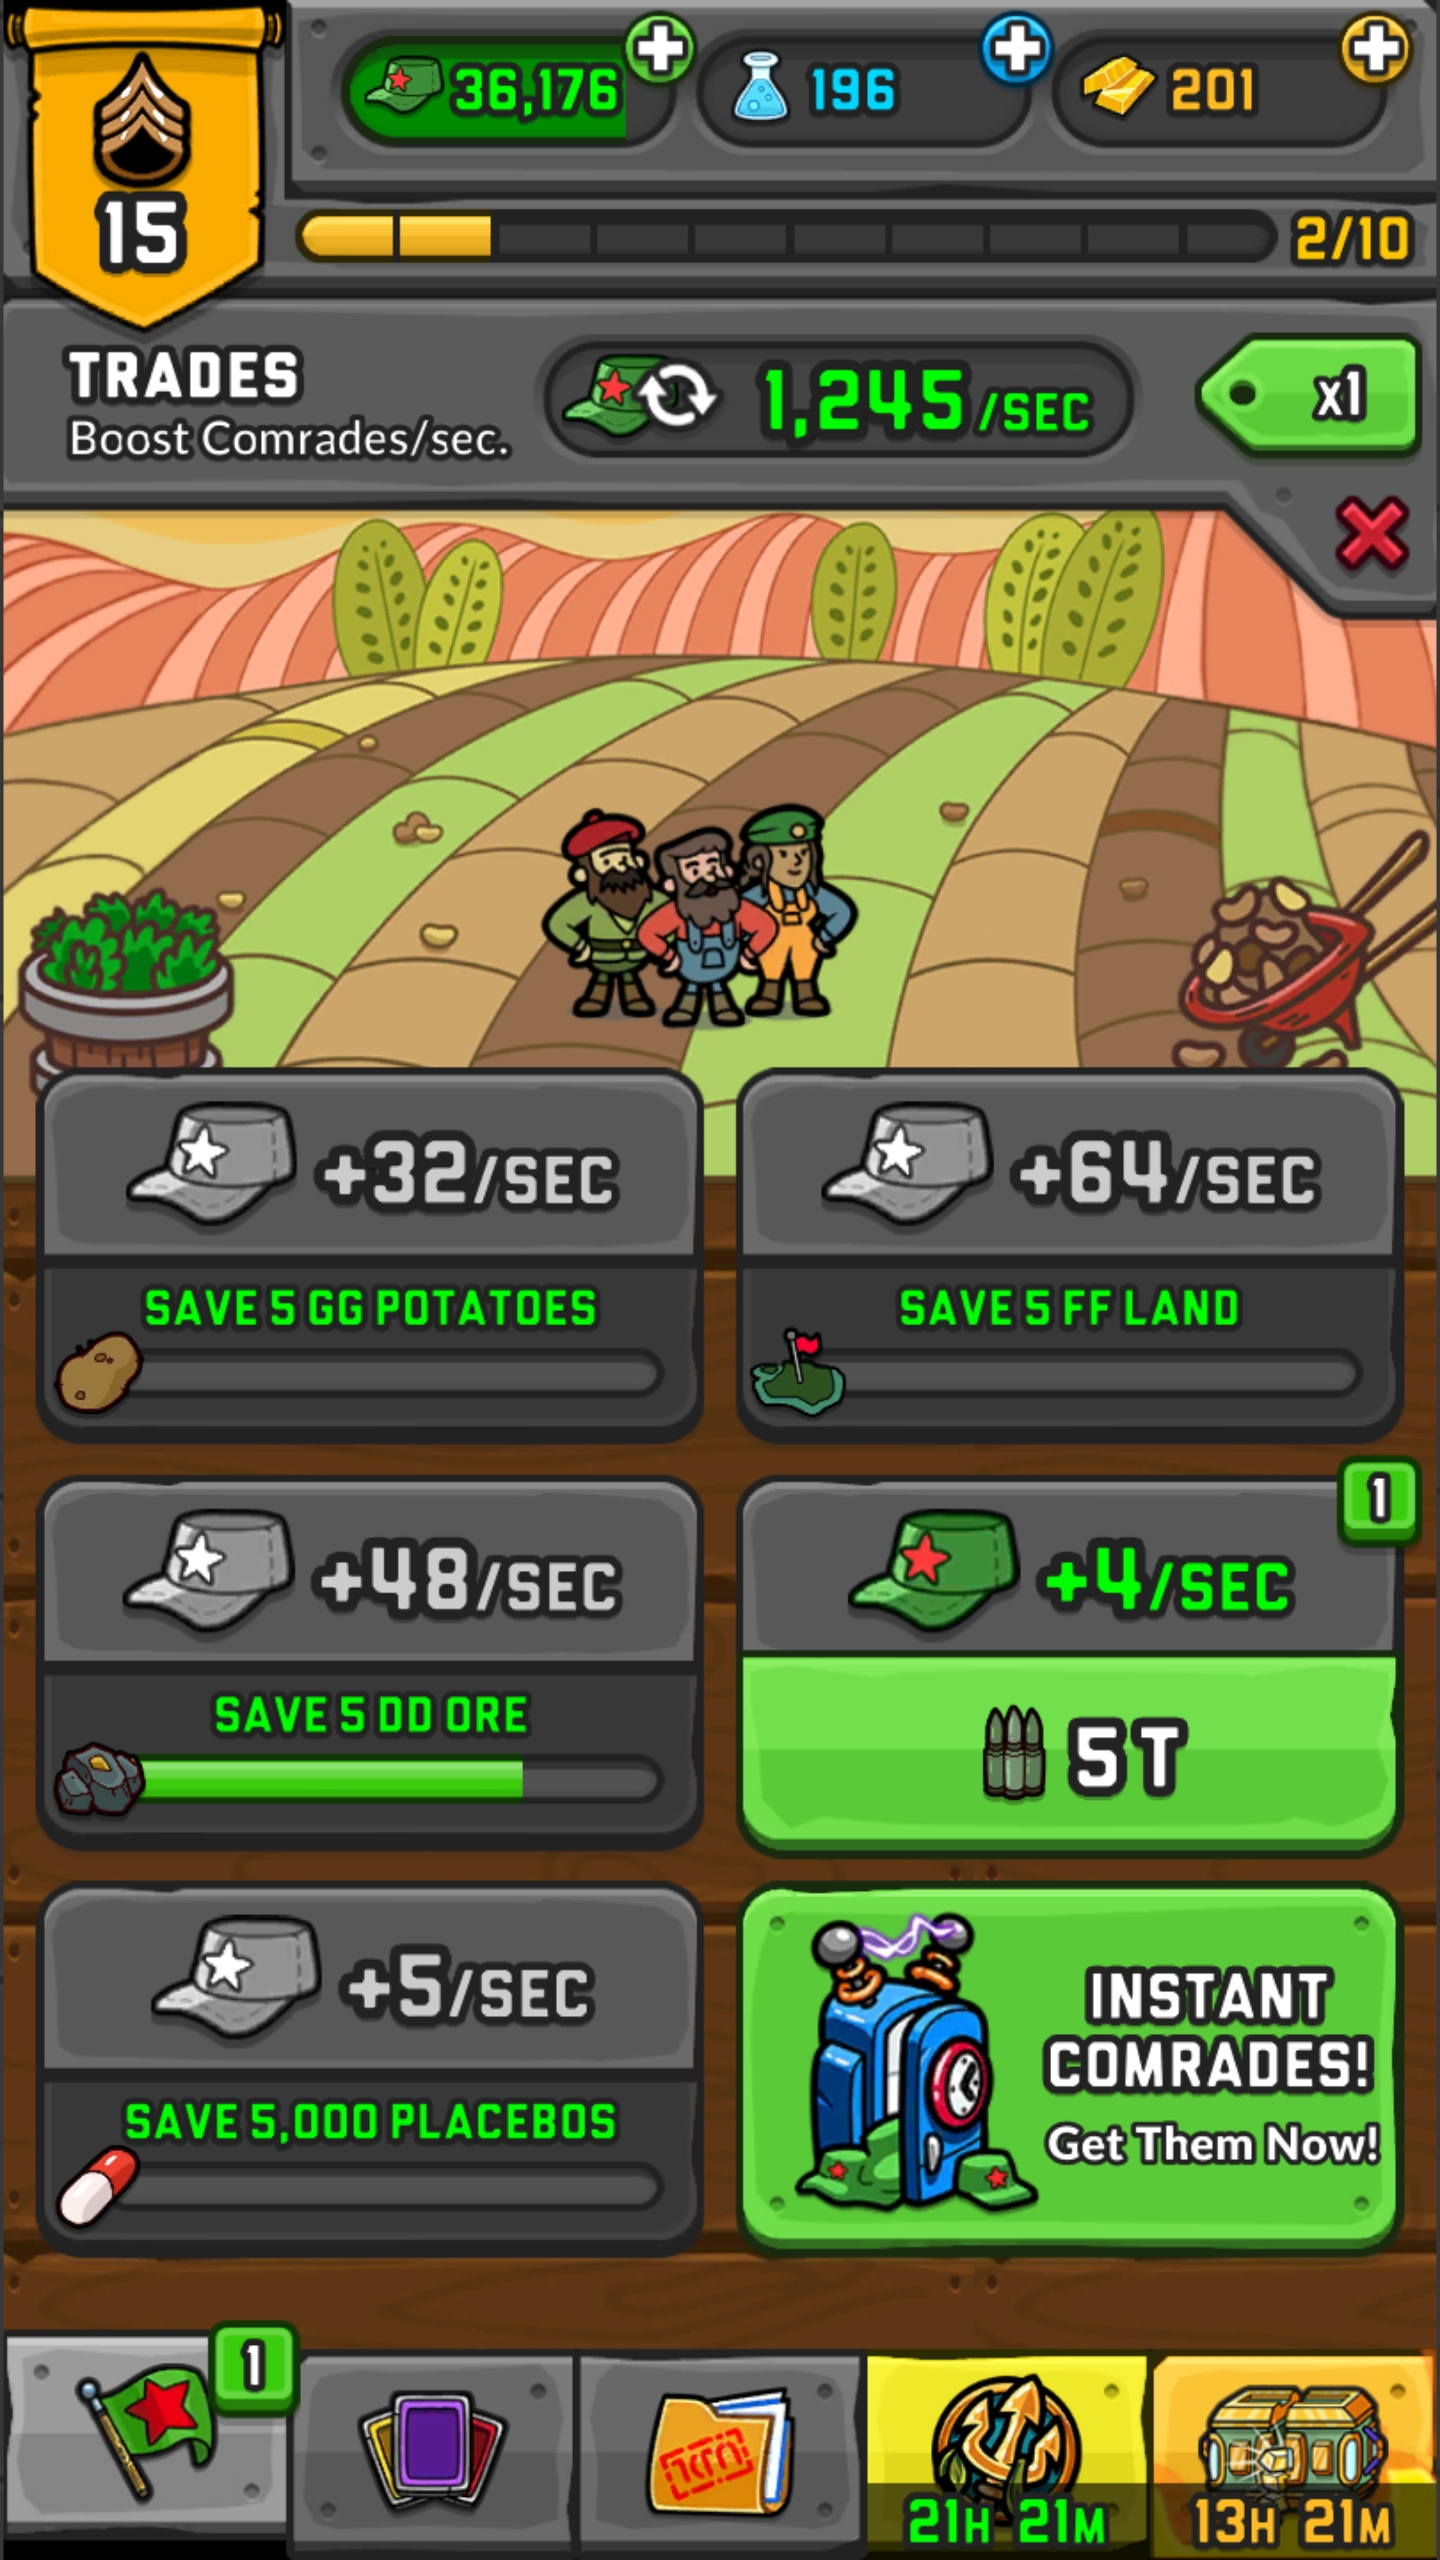 36,176
196
201
15
2/10
TRADES
Boost Comrades/sec.
1,245/SEC
x1
+32/SEC
SAVE 5 GG POTATOES
+64/SEC
SAVE 5 FF LAND
+48/SEC
SAVE 5 DD ORE
1
+4/SEC
5T
+5/SEC
SAVE 5,000 PLACEBOS
INSTANT
COMRADES!
Get Them Now!
1
21H 21M
13H 21M